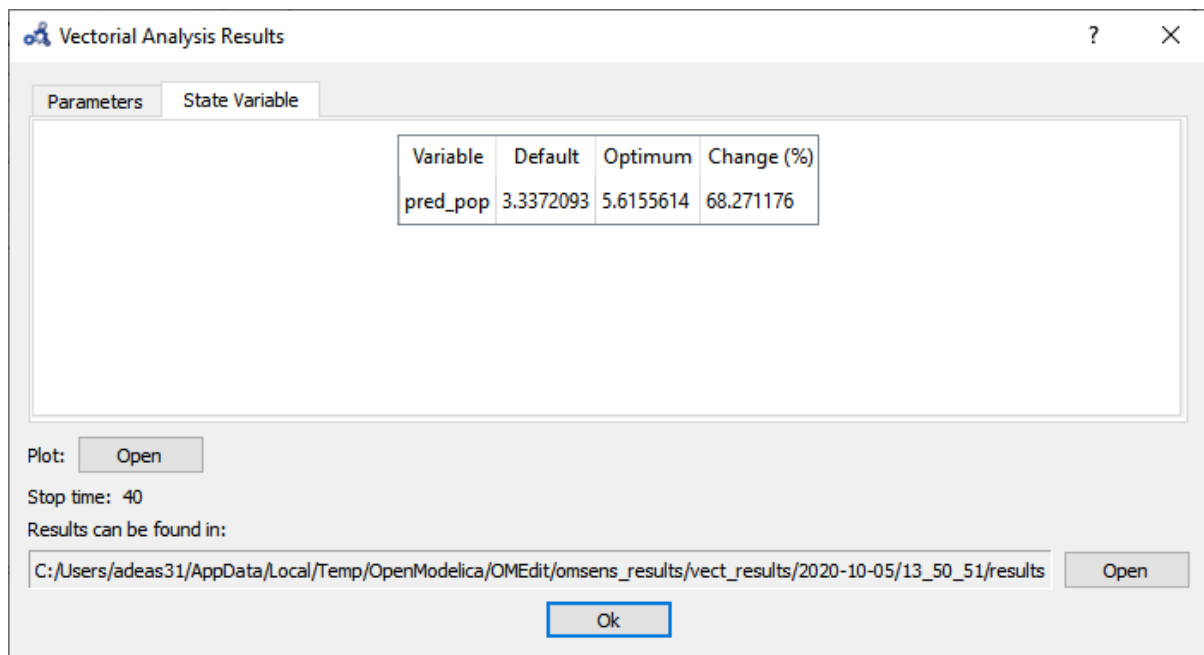 Vectorial Analysis Results ?
Parameters State Variable
Variable Default Optimum Change (%)
pred_pop 3.3372093 5.6155614 68.271176
Plot: Open
Stop time: 40
Results can be found in:
C:/Users/adeas31/AppData/Local/Temp/OpenModelica/OMEdit/omsens_results/vect_results/2020-10-05/13_50_51/results Open
Ok